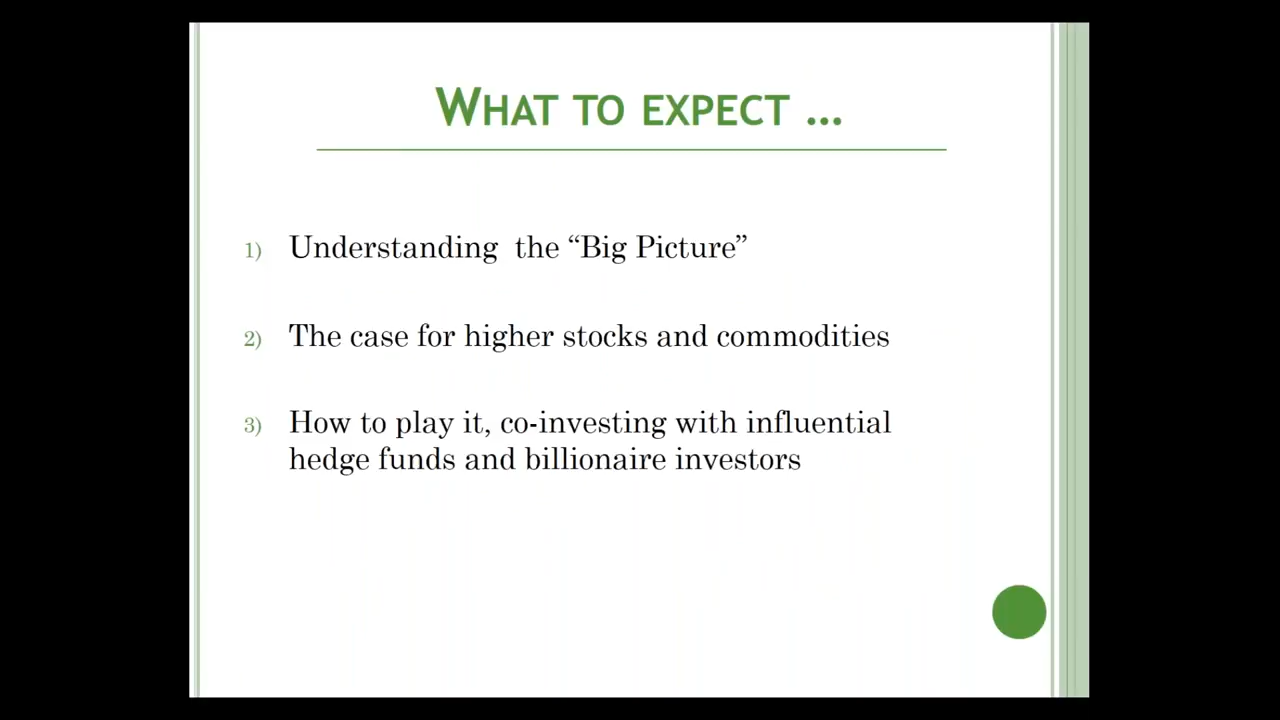 WHAT TO EXPECT ...
1) Understanding the “Big Picture”
2) The case for higher stocks and commodities
3) How to play it, co-investing with influential
hedge funds and billionaire investors